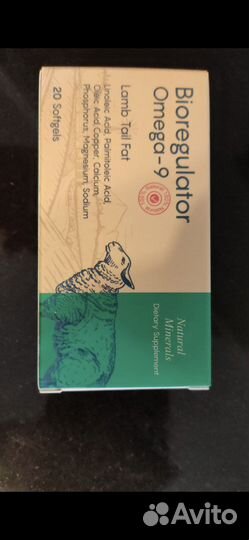 Bioregulator
Omega-9
Lamb Tail Fat
Linoleic Acid, Palmitoleic Acid,
Oleic Acid, Copper, Calcium,
Phosphorus, Magnesium, Sodium
20 Softgels
Natural
Minerals
Dietary Supplement
Avito